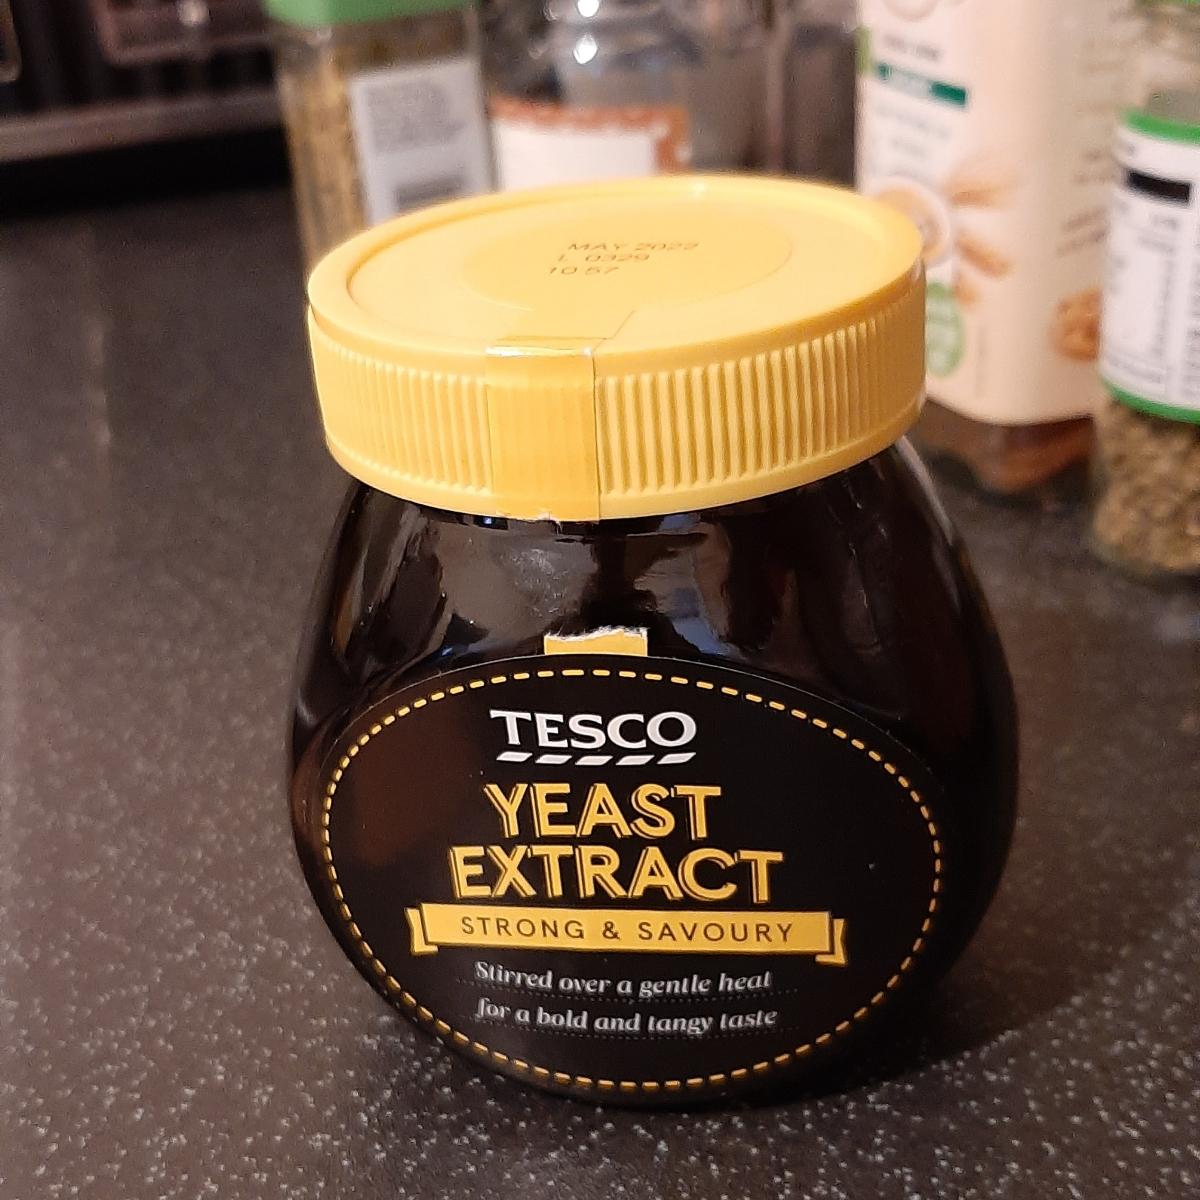 MAY 2022
L 0329
10 57
TESCO
YEAST
EXTRACT
STRONG & SAVOURY
Stirred over a gentle heat
for a bold and tangy taste